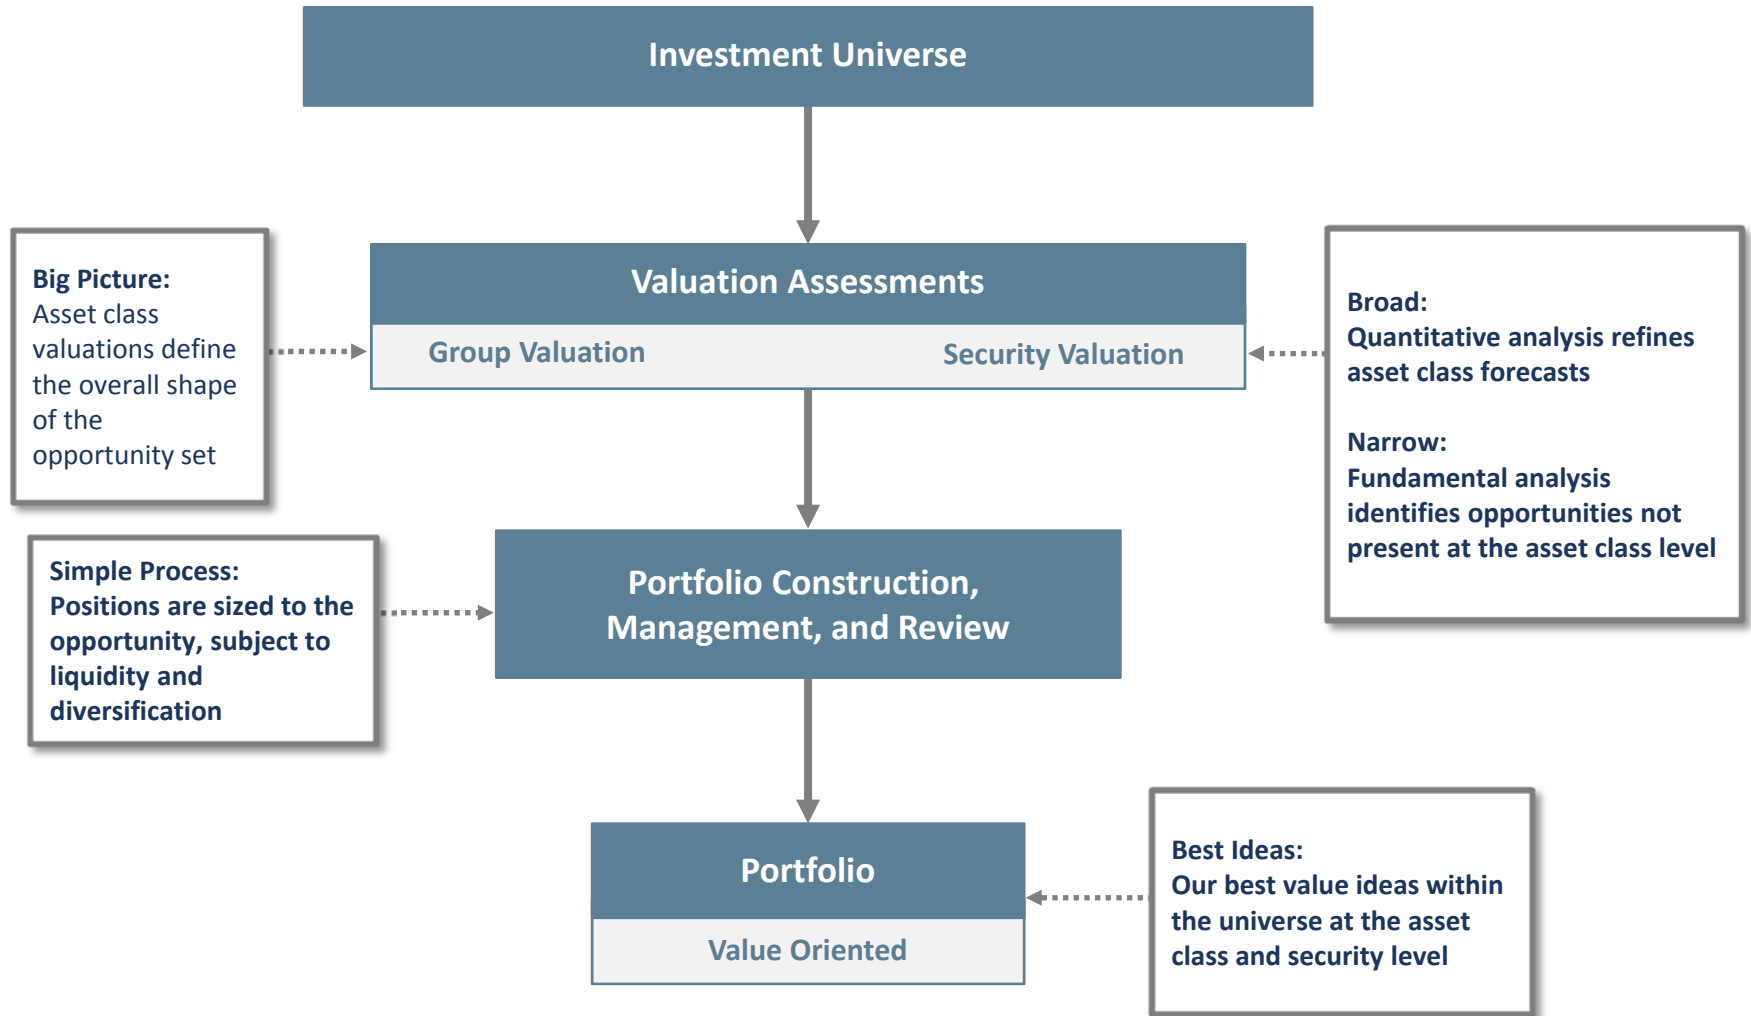 Investment Universe
Big Picture:
Asset class
valuations define
the overall shape
of the
opportunity set
Valuation Assessments
Group Valuation
Security Valuation
Broad:
Quantitative analysis refines
asset class forecasts
Narrow:
Fundamental analysis
identifies opportunities not
present at the asset class level
Simple Process:
Positions are sized to the
opportunity, subject to
liquidity and
diversification
Portfolio Construction,
Management, and Review
Portfolio
Value Oriented
Best Ideas:
Our best value ideas within
the universe at the asset
class and security level